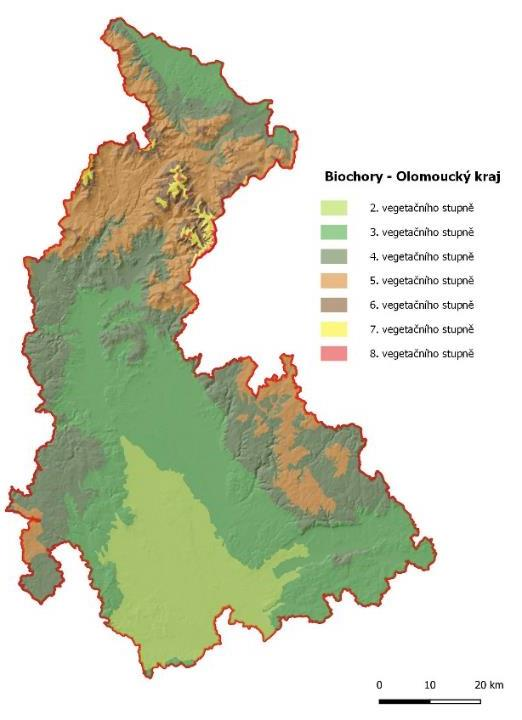 Biochory - Olomoucký kraj
2. vegetačního stupně
3. vegetačního stupně
4. vegetačního stupně
5. vegetačního stupně
6. vegetačního stupně
7. vegetačního stupně
8. vegetačního stupně
0 10 20 km